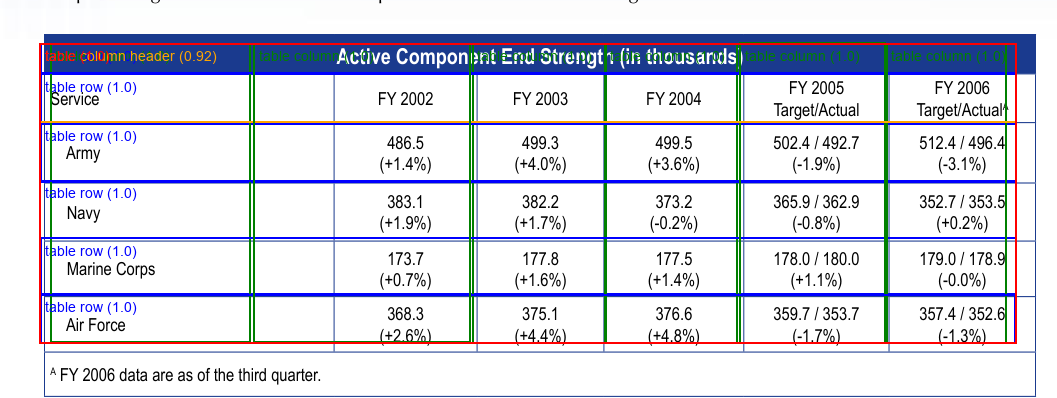 table column header (0.92) table column (1.0) table column (1.0) table column (1.0) table column (1.0) table column (1.0)
Active Component End Strength (in thousands)
table row (1.0)
Service FY 2002 FY 2003 FY 2004 FY 2005 Target/Actual FY 2006 Target/Actual^A
table row (1.0)
Army 486.5 499.3 499.5 502.4 / 492.7 512.4 / 496.4
(+1.4%) (+4.0%) (+3.6%) (-1.9%) (-3.1%)
table row (1.0)
Navy 383.1 382.2 373.2 365.9 / 362.9 352.7 / 353.5
(+1.9%) (+1.7%) (-0.2%) (-0.8%) (+0.2%)
table row (1.0)
Marine Corps 173.7 177.8 177.5 178.0 / 180.0 179.0 / 178.9
(+0.7%) (+1.6%) (+1.4%) (+1.1%) (-0.0%)
table row (1.0)
Air Force 368.3 375.1 376.6 359.7 / 353.7 357.4 / 352.6
(+2.6%) (+4.4%) (+4.8%) (-1.7%) (-1.3%)
A FY 2006 data are as of the third quarter.